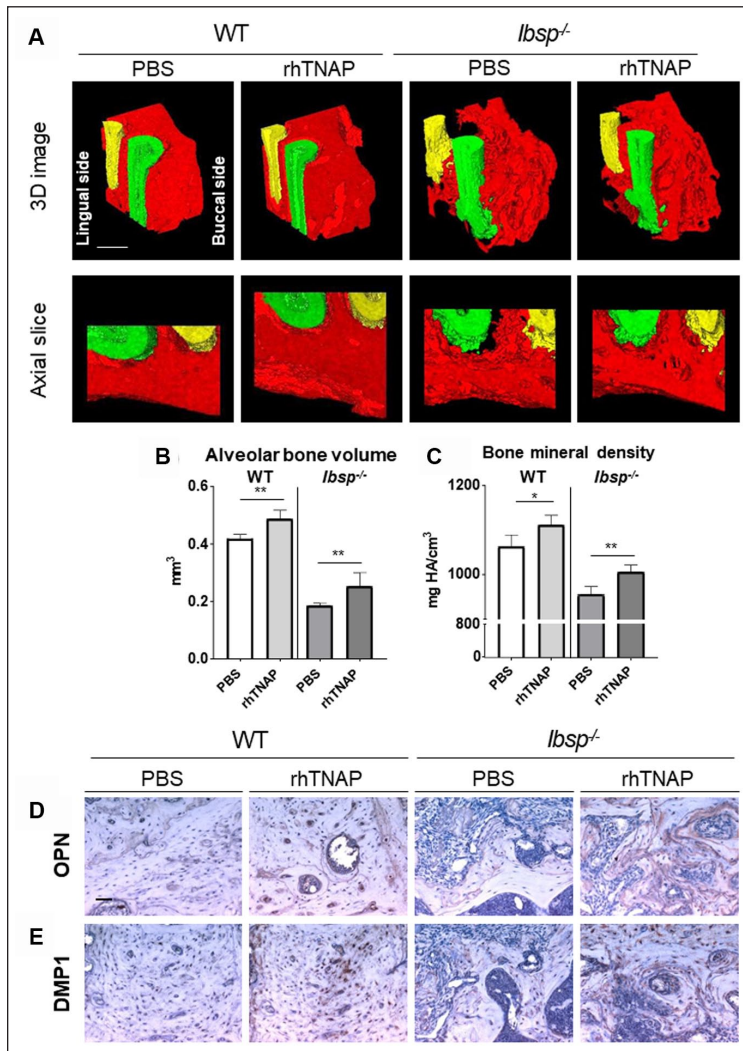 A
WT
Ibsp-/-
PBS
rhTNAP
PBS
rhTNAP
3D image
Lingual side
Buccal side
Axial slice
B
Alveolar bone volume
WT
Ibsp-/-
mm3
0.6
0.4
0.2
0.0
**
**
PBS
rhTNAP
PBS
rhTNAP
C
Bone mineral density
WT
Ibsp-/-
mg HA/cm3
1200
1000
800
0
*
**
PBS
rhTNAP
PBS
rhTNAP
WT
Ibsp-/-
PBS
rhTNAP
PBS
rhTNAP
D
OPN
E
DMP1